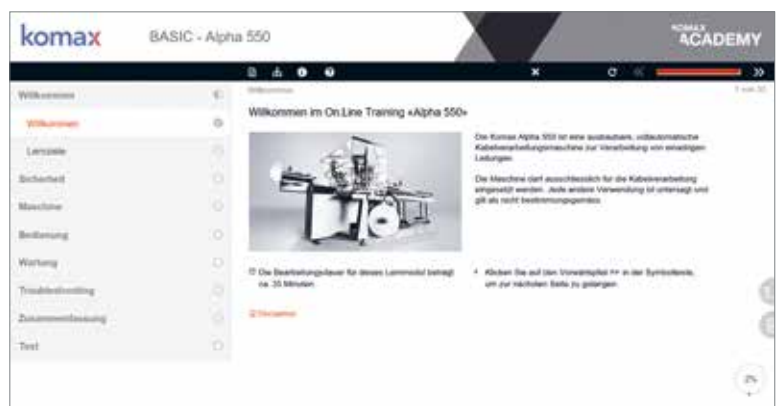 komax
BASIC - Alpha 550
KOMAX
ACADEMY
Willkommen
Willkommen
Willkommen
Lernziele
Sicherheit
Maschine
Bedienung
Wartung
Troubleshooting
Zusammenfassung
Test
Willkommen im On.Line Training «Alpha 550»
Die Komax Alpha 550 ist eine ausbaubare, vollautomatische
Kabelverarbeitungsmaschine zur Verarbeitung von einadrigen
Leitungen.
Die Maschine darf ausschliesslich für die Kabelverarbeitung
eingesetzt werden. Jede andere Verwendung ist untersagt und
gilt als nicht bestimmungsgemäss.
Die Bearbeitungsdauer für dieses Lernmodul beträgt
ca. 35 Minuten.
Klicken Sie auf den Vorwärtspfeil >> in der Symbolleiste,
um zur nächsten Seite zu gelangen.
Disclaimer